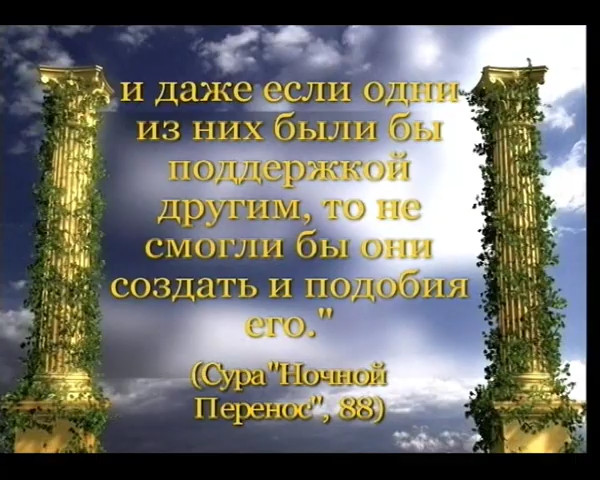 и даже если одни
из них были бы
поддержкой
другим, то не
смогли бы они
создать и подобия
его."
(Сура "Ночной
Перенос", 88)